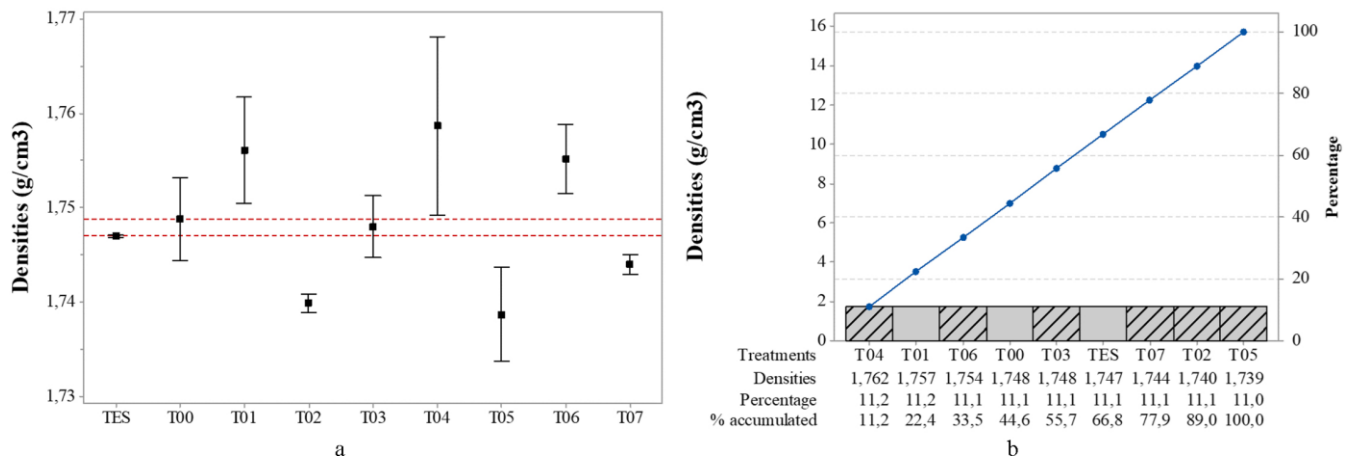 Densities (g/cm3)
1,77
1,76
1,75
1,74
1,73
TES T00 T01 T02 T03 T04 T05 T06 T07
a
Densities (g/cm3)
16
14
12
10
8
6
4
2
0
100
80
60
40
20
0
Percentage
Treatments T04 T01 T06 T00 T03 TES T07 T02 T05
Densities 1,762 1,757 1,754 1,748 1,748 1,747 1,744 1,740 1,739
Percentage 11,2 11,2 11,1 11,1 11,1 11,1 11,1 11,1 11,0
% accumulated 11,2 22,4 33,5 44,6 55,7 66,8 77,9 89,0 100,0
b